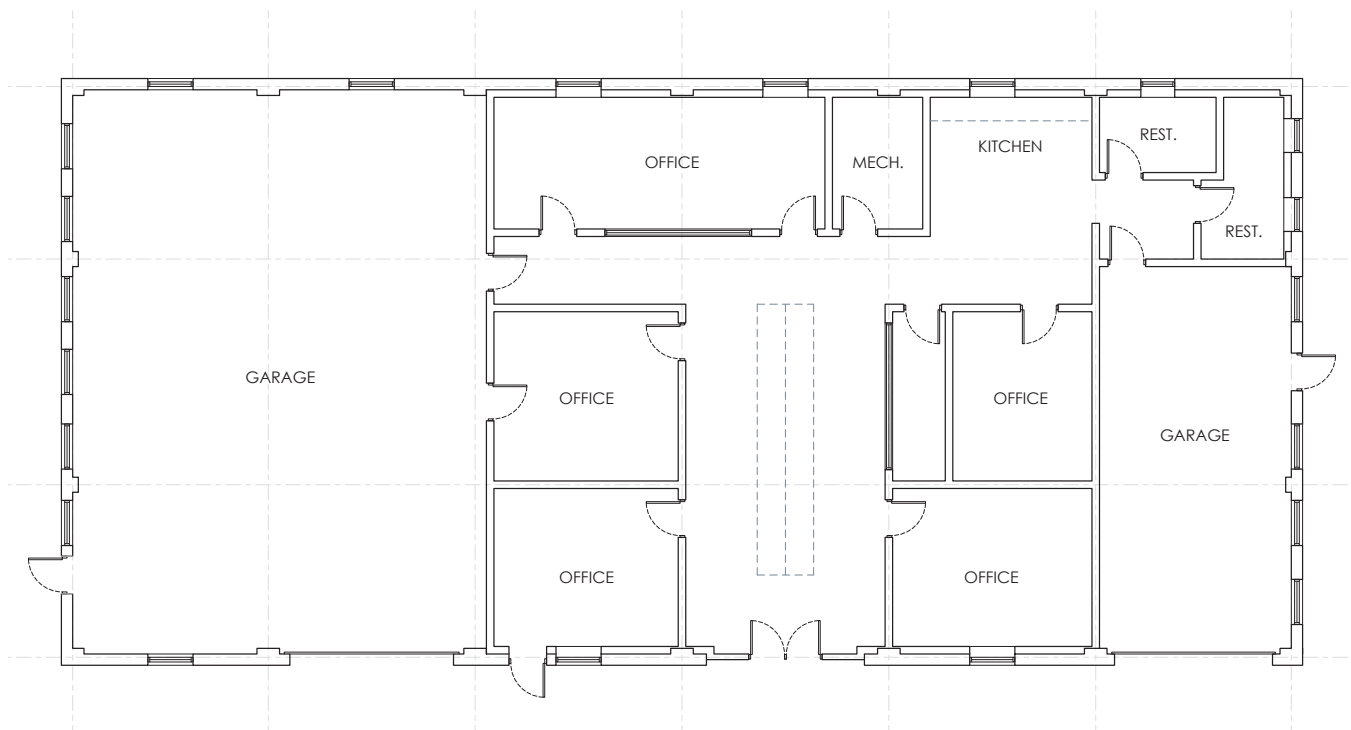 REST.
KITCHEN
OFFICE
MECH.
REST.
GARAGE
OFFICE
OFFICE
GARAGE
OFFICE
OFFICE